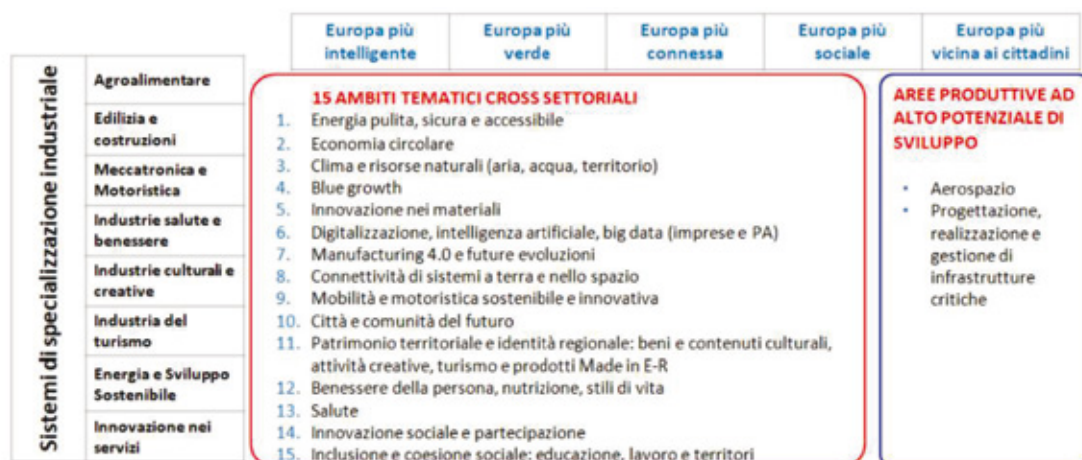 Europa più intelligente
Europa più verde
Europa più connessa
Europa più sociale
Europa più vicina ai cittadini
Sistemi di specializzazione industriale
Agroalimentare
Edilizia e costruzioni
Meccatronica e Motoristica
Industrie salute e benessere
Industrie culturali e creative
Industria del turismo
Energia e Sviluppo Sostenibile
Innovazione nei servizi
15 AMBITI TEMATICI CROSS SETTORIALI
1. Energia pulita, sicura e accessibile
2. Economia circolare
3. Clima e risorse naturali (aria, acqua, territorio)
4. Blue growth
5. Innovazione nei materiali
6. Digitalizzazione, intelligenza artificiale, big data (imprese e PA)
7. Manufacturing 4.0 e future evoluzioni
8. Connettività di sistemi a terra e nello spazio
9. Mobilità e motoristica sostenibile e innovativa
10. Città e comunità del futuro
11. Patrimonio territoriale e identità regionale: beni e contenuti culturali,
attività creative, turismo e prodotti Made in E-R
12. Benessere della persona, nutrizione, stili di vita
13. Salute
14. Innovazione sociale e partecipazione
15. Inclusione e coesione sociale: educazione, lavoro e territori
AREE PRODUTTIVE AD
ALTO POTENZIALE DI
SVILUPPO
• Aerospazio
• Progettazione,
realizzazione e
gestione di
infrastrutture
critiche